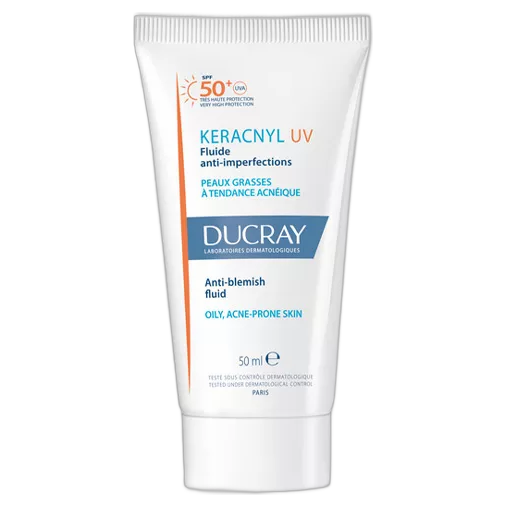 SPF
50+ UVA
TRÈS HAUTE PROTECTION
VERY HIGH PROTECTION
KERACNYL UV
Fluide
anti-imperfections
PEAUX GRASSES
À TENDANCE ACNÉIQUE
DUCRAY
LABORATOIRES DERMATOLOGIQUES
Anti-blemish
fluid
OILY, ACNE-PRONE SKIN
50 ml e
TESTÉ SOUS CONTRÔLE DERMATOLOGIQUE
TESTED UNDER DERMATOLOGICAL CONTROL
PARIS